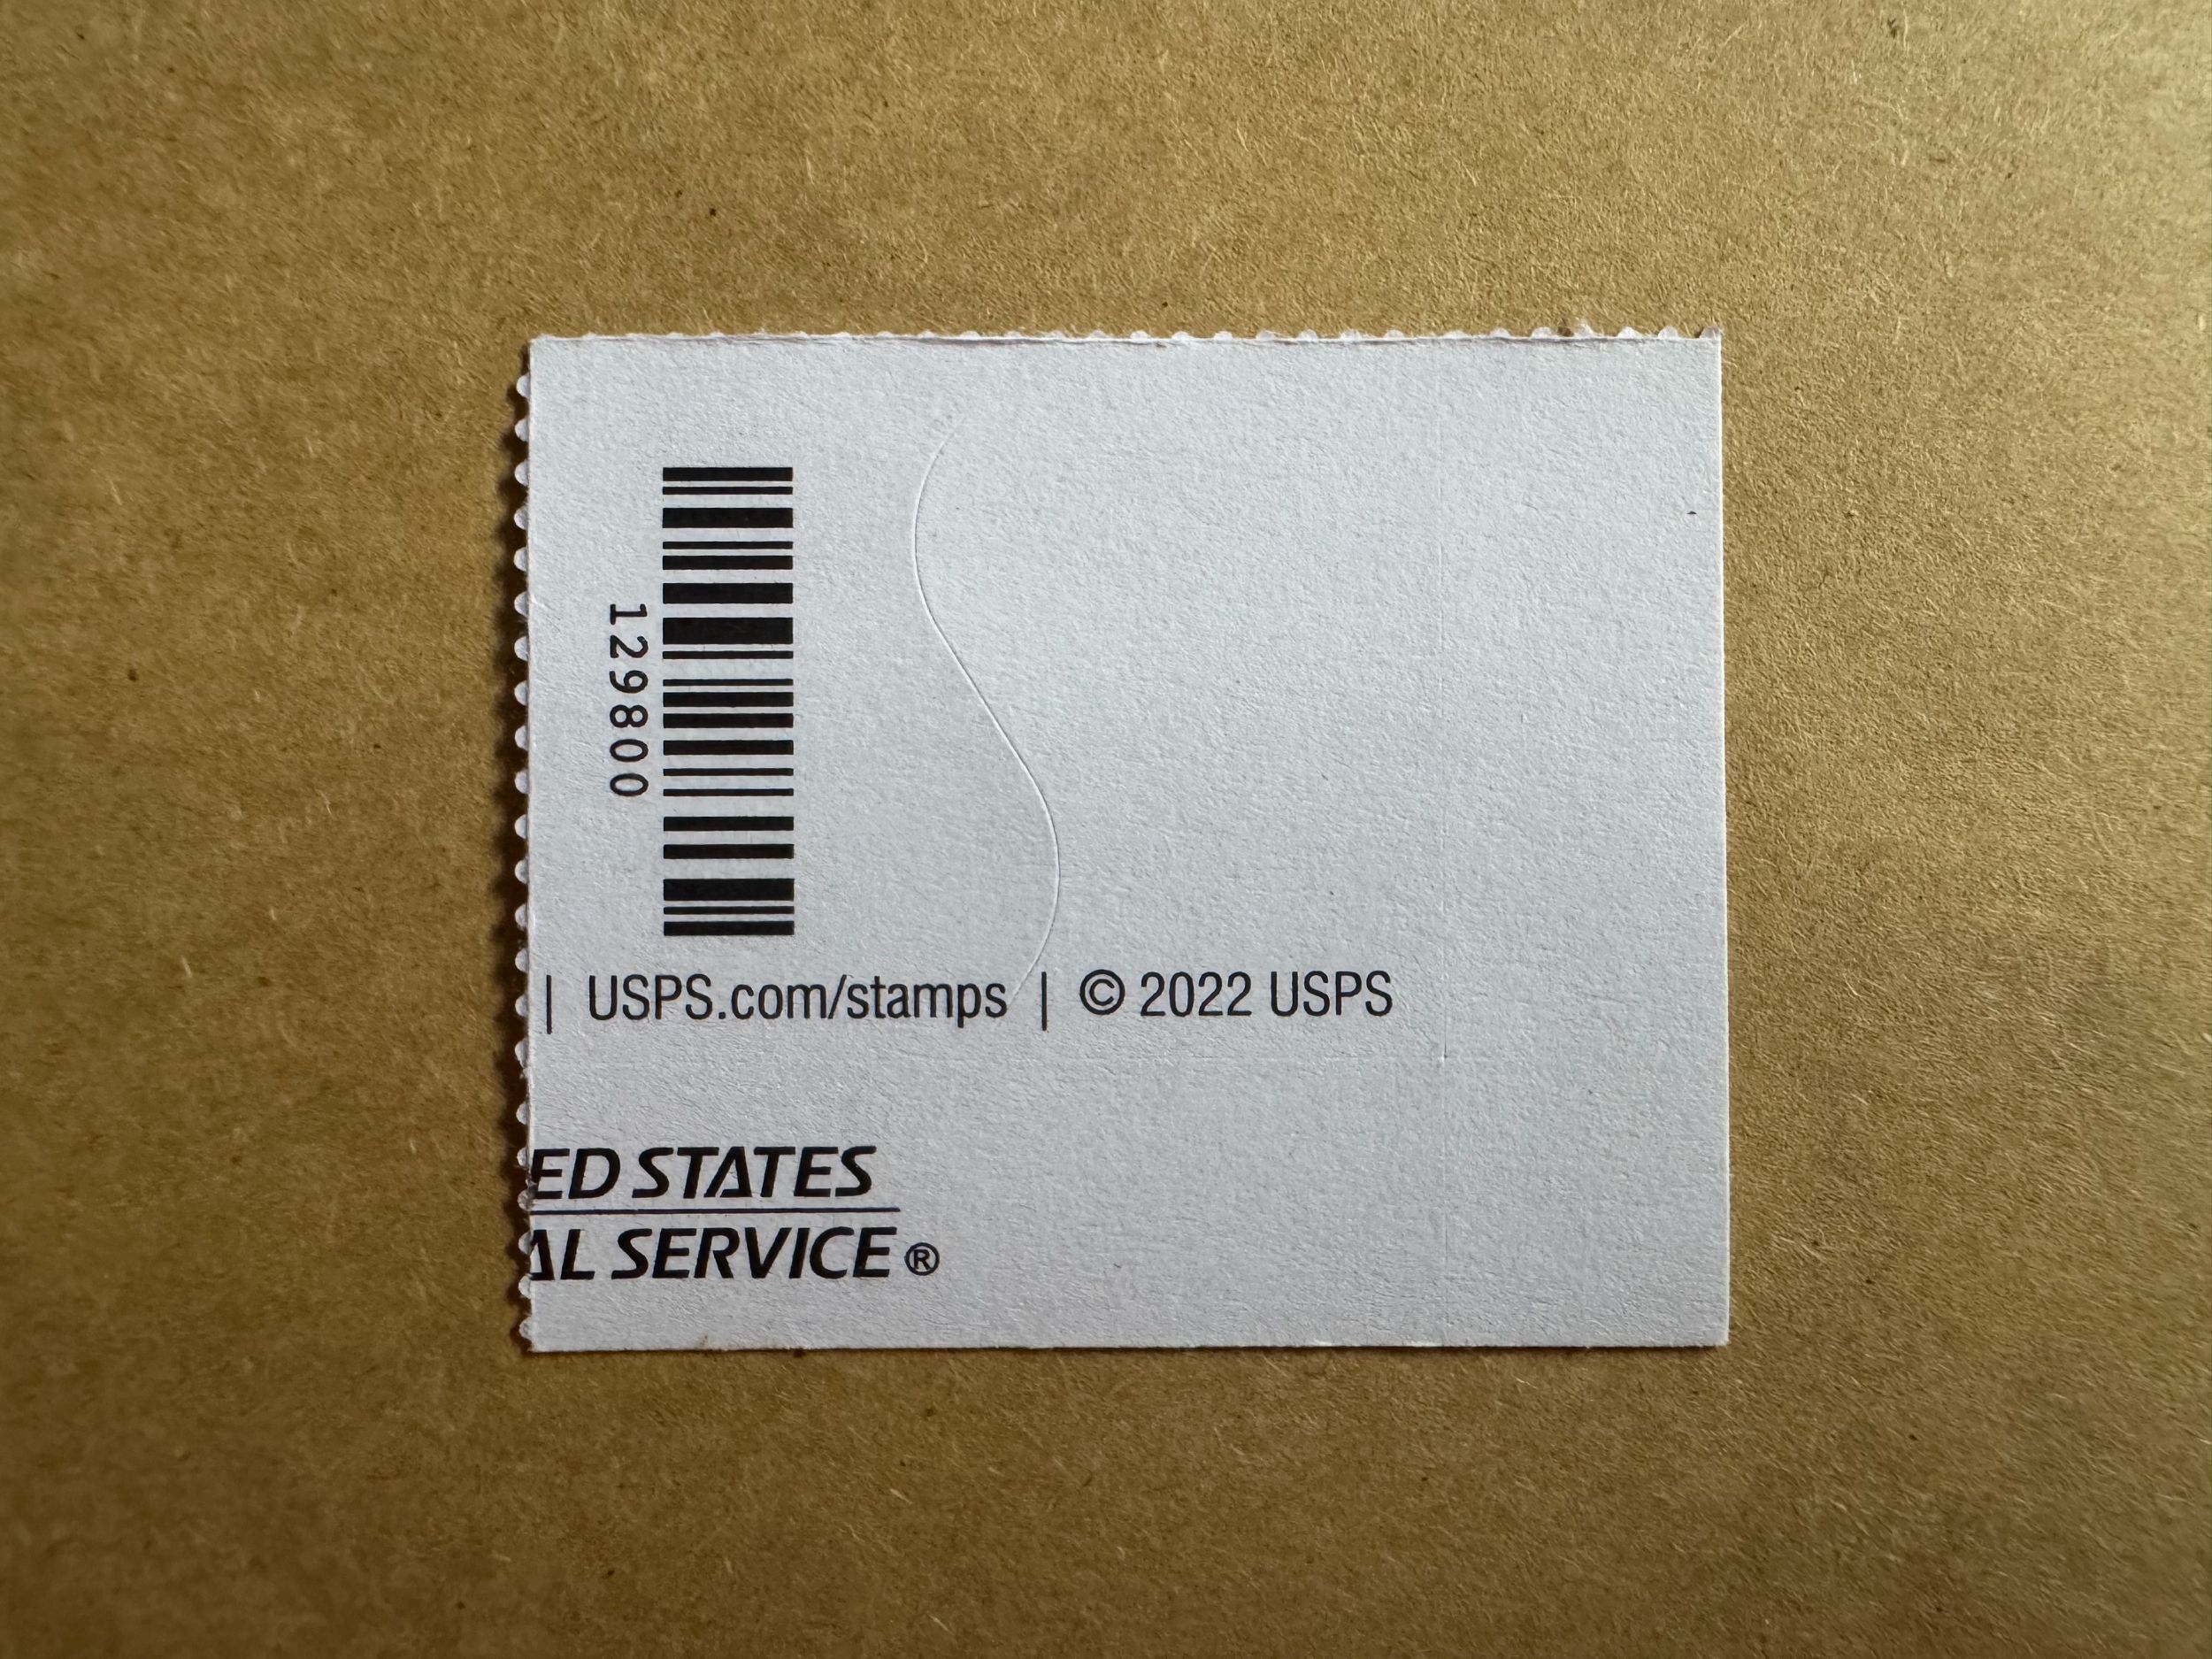 129800
| USPS.com/stamps | © 2022 USPS
ED STATES
AL SERVICE®